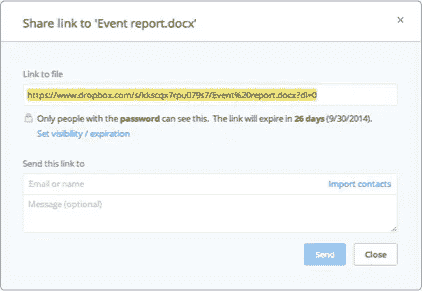 Share link to 'Event report.docx'
×
Link to file
https://www.dropbox.com/s/kkscqx7rpu079s7/Event%20report.docx?dl=0
Only people with the password can see this. The link will expire in 26 days (9/30/2014).
Set visibility / expiration
Send this link to
Email or name
Import contacts
Message (optional)
Send
Close